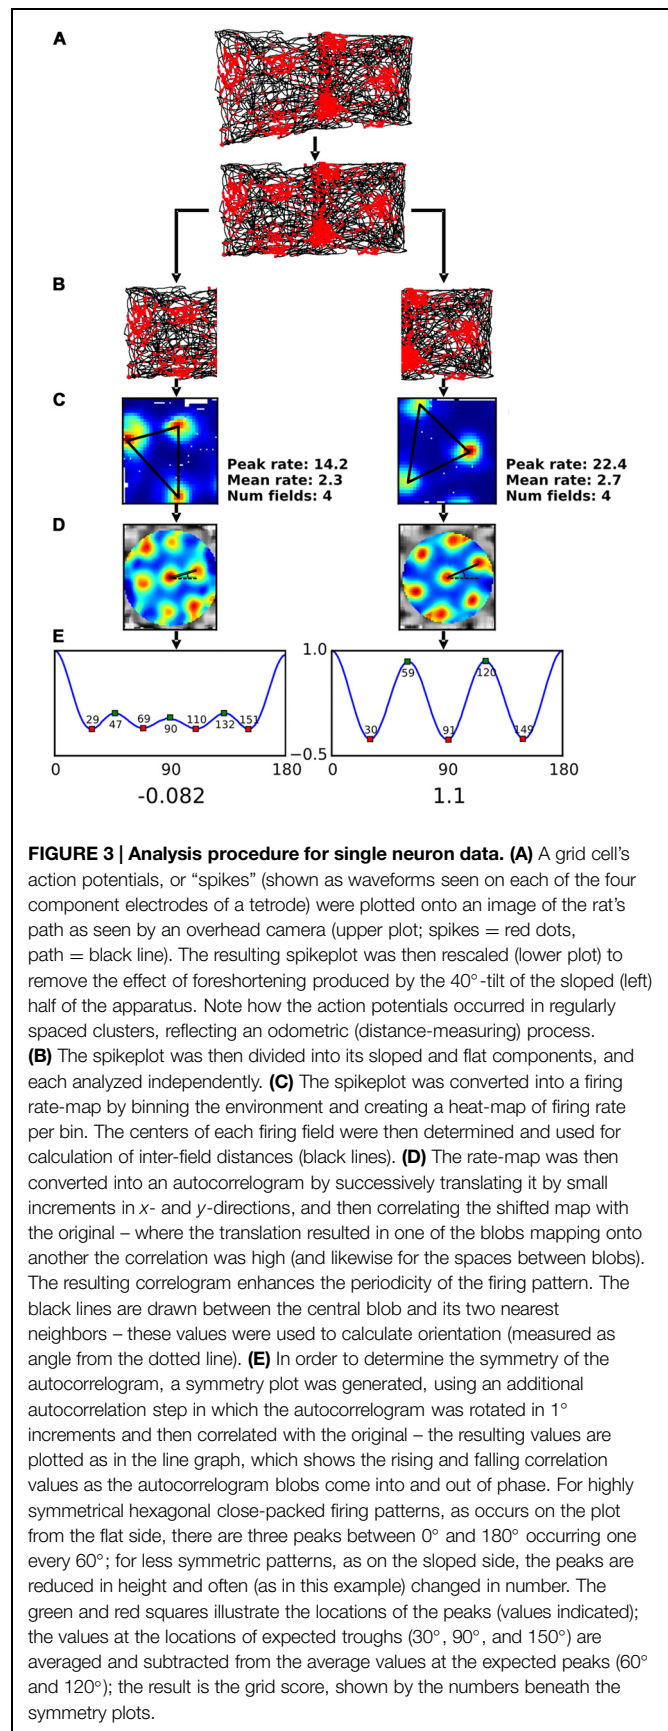 A
B
C
Peak rate: 14.2
Mean rate: 2.3
Num fields: 4
Peak rate: 22.4
Mean rate: 2.7
Num fields: 4
D
E
1.0
29
47
69
90
110
132
151
59
120
30
91
149
−0.5
0
90
180
0
90
180
-0.082
1.1
FIGURE 3 | Analysis procedure for single neuron data. (A) A grid cell's
action potentials, or “spikes” (shown as waveforms seen on each of the four
component electrodes of a tetrode) were plotted onto an image of the rat's
path as seen by an overhead camera (upper plot; spikes = red dots,
path = black line). The resulting spikeplot was then rescaled (lower plot) to
remove the effect of foreshortening produced by the 40°-tilt of the sloped (left)
half of the apparatus. Note how the action potentials occurred in regularly
spaced clusters, reflecting an odometric (distance-measuring) process.
(B) The spikeplot was then divided into its sloped and flat components, and
each analyzed independently. (C) The spikeplot was converted into a firing
rate-map by binning the environment and creating a heat-map of firing rate
per bin. The centers of each firing field were then determined and used for
calculation of inter-field distances (black lines). (D) The rate-map was then
converted into an autocorrelogram by successively translating it by small
increments in x- and y-directions, and then correlating the shifted map with
the original – where the translation resulted in one of the blobs mapping onto
another the correlation was high (and likewise for the spaces between blobs).
The resulting correlogram enhances the periodicity of the firing pattern. The
black lines are drawn between the central blob and its two nearest
neighbors – these values were used to calculate orientation (measured as
angle from the dotted line). (E) In order to determine the symmetry of the
autocorrelogram, a symmetry plot was generated, using an additional
autocorrelation step in which the autocorrelogram was rotated in 1°
increments and then correlated with the original – the resulting values are
plotted as in the line graph, which shows the rising and falling correlation
values as the autocorrelogram blobs come into and out of phase. For highly
symmetrical hexagonal close-packed firing patterns, as occurs on the plot
from the flat side, there are three peaks between 0° and 180° occurring one
every 60°; for less symmetric patterns, as on the sloped side, the peaks are
reduced in height and often (as in this example) changed in number. The
green and red squares illustrate the locations of the peaks (values indicated);
the values at the locations of expected troughs (30°, 90°, and 150°) are
averaged and subtracted from the average values at the expected peaks (60°
and 120°); the result is the grid score, shown by the numbers beneath the
symmetry plots.